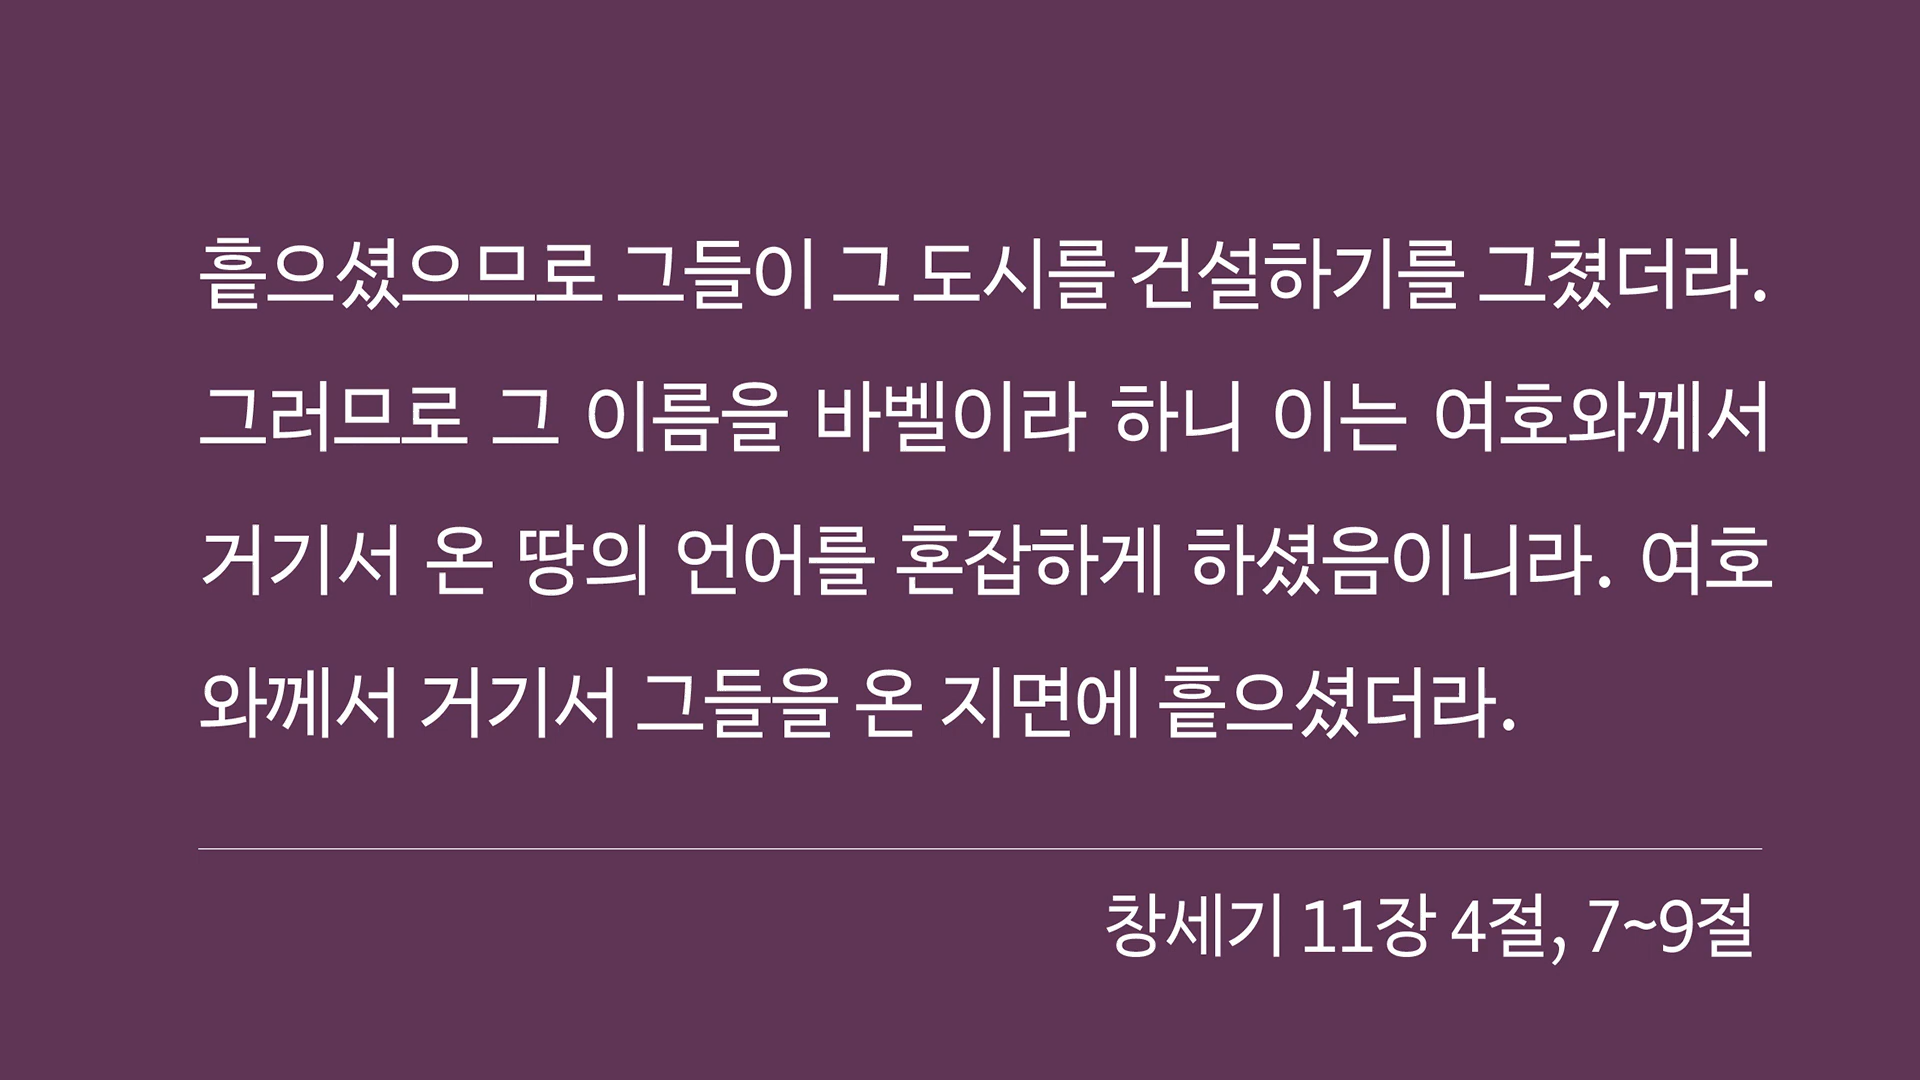 흩으셨으므로 그들이 그 도시를 건설하기를 그쳤더라.
그러므로 그 이름을 바벨이라 하니 이는 여호와께서
거기서 온 땅의 언어를 혼잡하게 하셨음이니라. 여호
와께서 거기서 그들을 온 지면에 흩으셨더라.
창세기 11장 4절, 7~9절